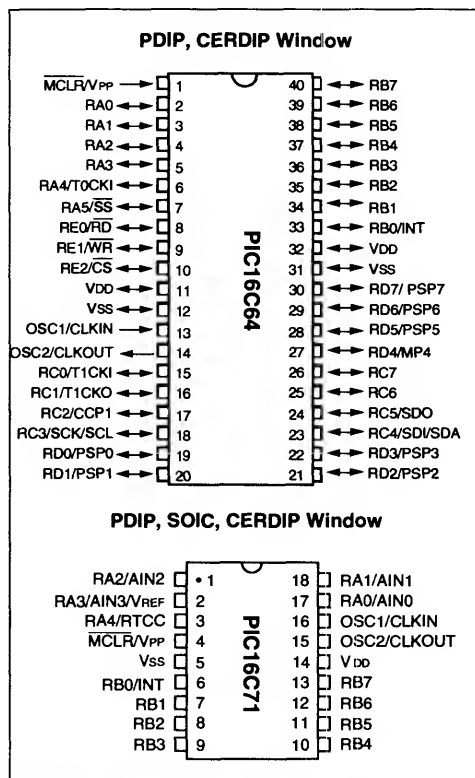 PDIP, CERDIP Window
MCLR/VPP 1 40 RB7
RA0 2 39 RB6
RA1 3 38 RB5
RA2 4 37 RB4
RA3 5 36 RB3
RA4/T0CKI 6 35 RB2
RA5/SS 7 34 RB1
RE0/RD 8 33 RB0/INT
RE1/WR 9 32 VDD
RE2/CS 10 31 VSS
VDD 11 30 RD7/ PSP7
VSS 12 29 RD6/PSP6
OSC1/CLKIN 13 28 RD5/PSP5
OSC2/CLKOUT 14 27 RD4/MP4
RC0/T1CKI 15 26 RC7
RC1/T1CKO 16 25 RC6
RC2/CCP1 17 24 RC5/SDO
RC3/SCK/SCL 18 23 RC4/SDI/SDA
RD0/PSP0 19 22 RD3/PSP3
RD1/PSP1 20 21 RD2/PSP2
PIC16C64
PDIP, SOIC, CERDIP Window
RA2/AIN2 1 18 RA1/AIN1
RA3/AIN3/VREF 2 17 RA0/AIN0
RA4/RTCC 3 16 OSC1/CLKIN
MCLR/VPP 4 15 OSC2/CLKOUT
VSS 5 14 VDD
RB0/INT 6 13 RB7
RB1 7 12 RB6
RB2 8 11 RB5
RB3 9 10 RB4
PIC16C71